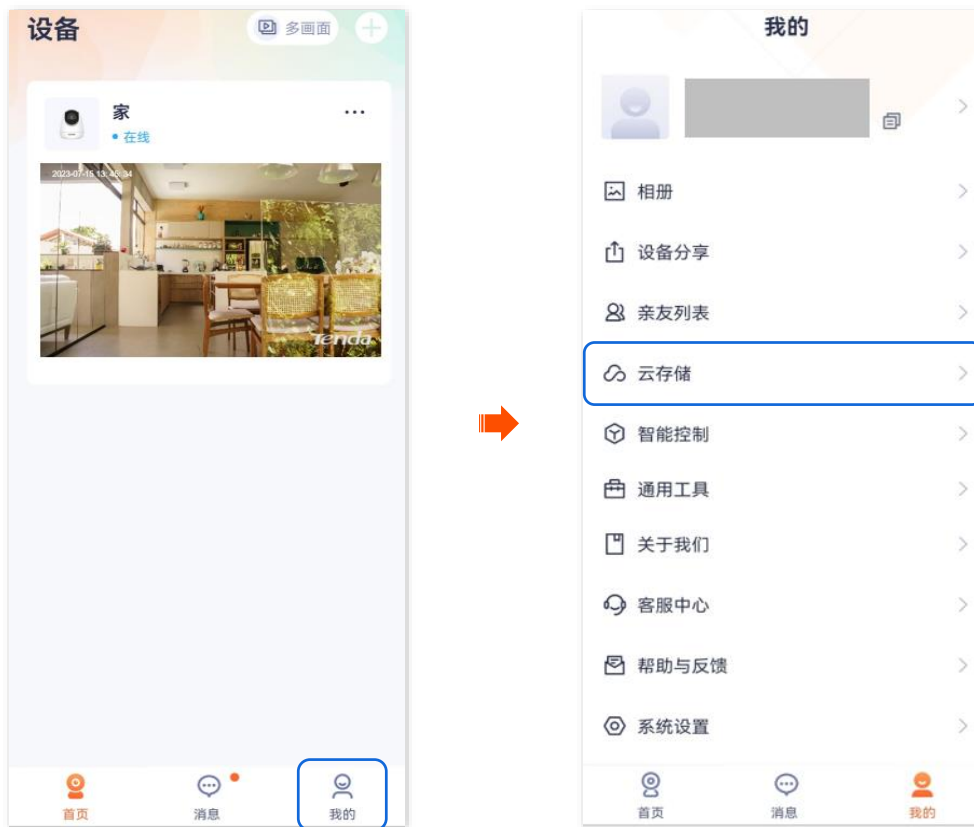 设备
多画面
家
在线
2023-07-15 13:45:34
Tenda
首页
消息
我的
我的
相册
设备分享
亲友列表
云存储
智能控制
通用工具
关于我们
客服中心
帮助与反馈
系统设置
首页
消息
我的